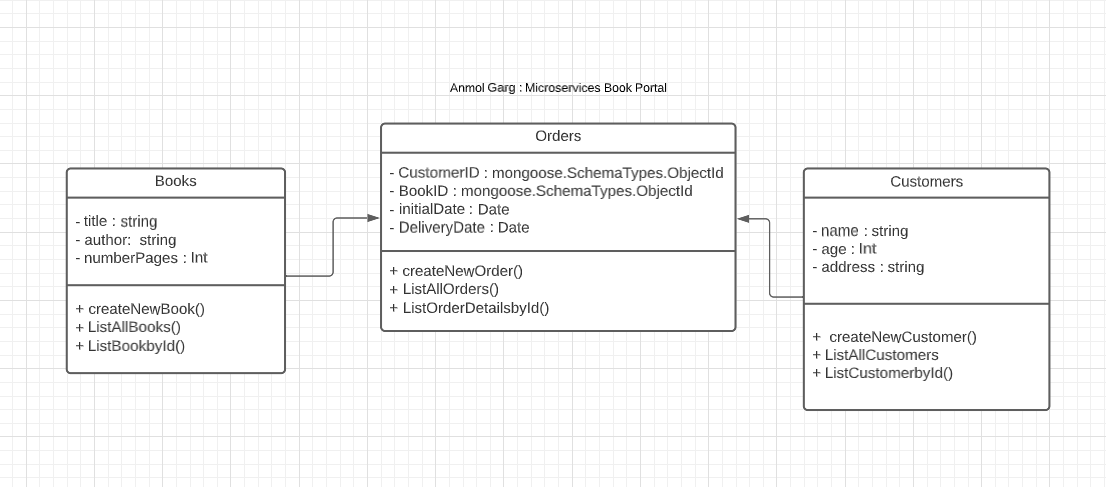 Anmol Garg : Microservices Book Portal
Books
- title : string
- author:  string
- numberPages : Int
+ createNewBook()
+ ListAllBooks()
+ ListBookbyId()
Orders
- CustomerID : mongoose.SchemaTypes.ObjectId
- BookID : mongoose.SchemaTypes.ObjectId
- initialDate : Date
- DeliveryDate : Date
+ createNewOrder()
+ ListAllOrders()
+ ListOrderDetailsbyId()
Customers
- name : string
- age : Int
- address : string
+  createNewCustomer()
+ ListAllCustomers
+ ListCustomerbyId()